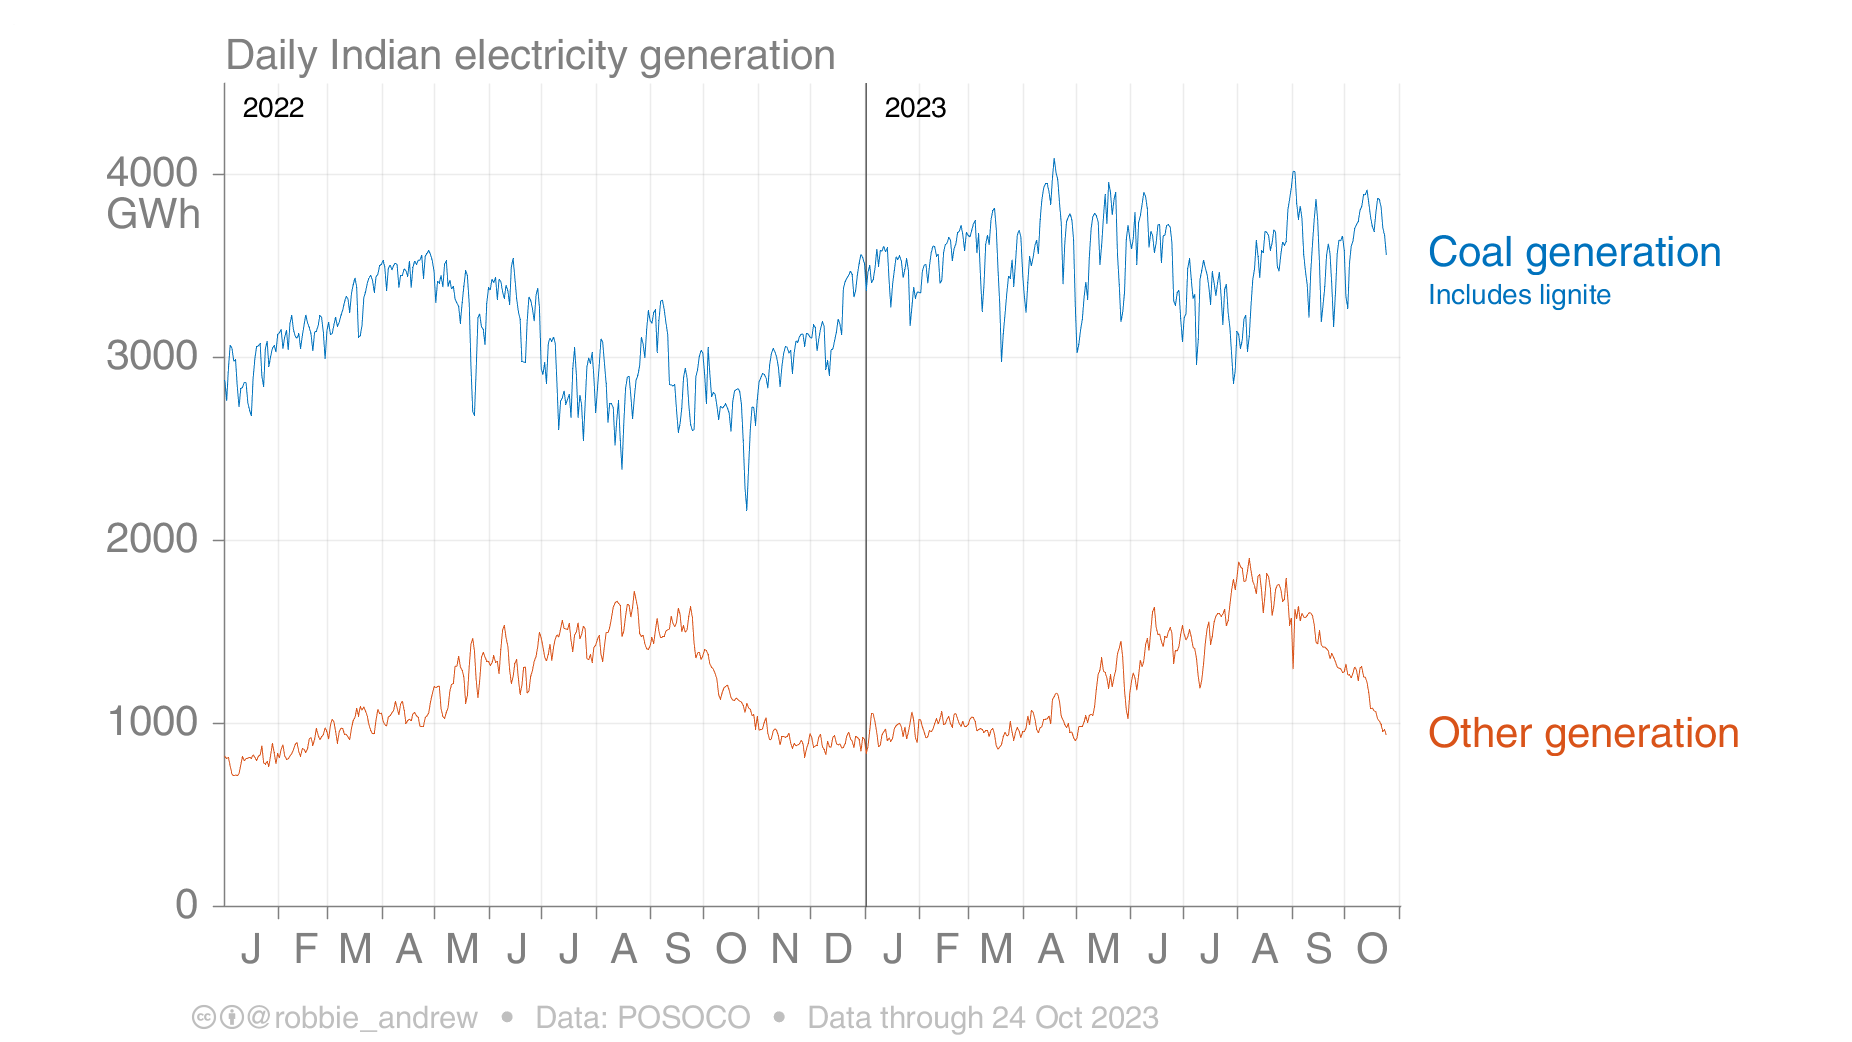 Daily Indian electricity generation
2022
2023
4000
GWh
3000
2000
1000
0
Coal generation
Includes lignite
Other generation
J F M A M J J A S O N D J F M A M J J A S O
cc @robbie_andrew • Data: POSOCO • Data through 24 Oct 2023